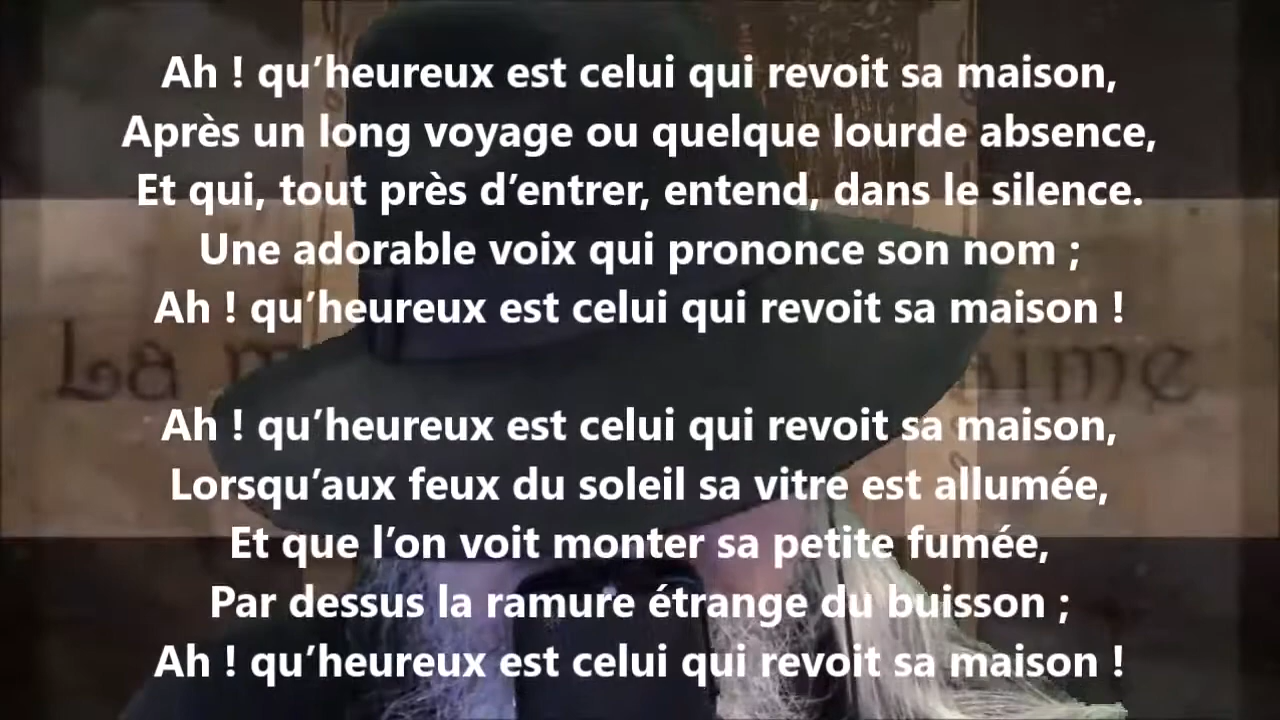 Ah ! qu’heureux est celui qui revoit sa maison,
Après un long voyage ou quelque lourde absence,
Et qui, tout près d’entrer, entend, dans le silence.
Une adorable voix qui prononce son nom ;
Ah ! qu’heureux est celui qui revoit sa maison !
La
Ah ! qu’heureux est celui qui revoit sa maison,
Lorsqu’aux feux du soleil sa vitre est allumée,
Et que l’on voit monter sa petite fumée,
Par dessus la ramure étrange du buisson ;
Ah ! qu’heureux est celui qui revoit sa maison !